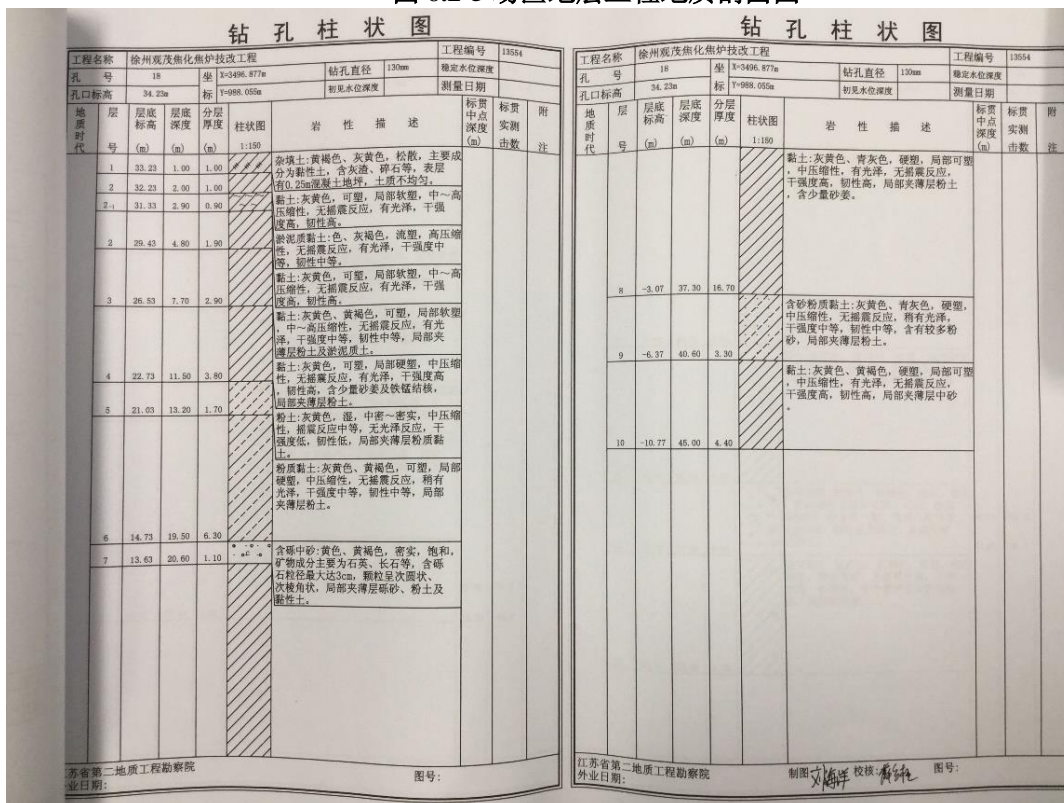 钻孔柱状图
工程名称 徐州观茂焦化焦炉技改工程 工程编号 13554
孔号 18 坐标 X=3496.877m 钻孔直径 130mm 稳定水位深度
孔口标高 34.23m Y=988.055m 初见水位深度 测量日期
地质时代 层号 层底标高(m) 层底深度(m) 分层厚度(m) 柱状图 1:150 岩性描述 标贯中点深度(m) 标贯实测击数 附注
1 33.23 1.00 1.00
杂填土:黄褐色、灰黄色,松散,主要成
分为黏性土,含灰渣、碎石等,表层
有0.25m混凝土地坪,土质不均匀。
2 32.23 2.00 1.00
黏土:灰黄色,可塑,局部软塑,中~高
压缩性,无摇震反应,有光泽,干强
度高,韧性高。
2-1 31.33 2.90 0.90
淤泥质黏土:色、灰褐色,流塑,高压缩
性,无摇震反应,有光泽,干强度中
等,韧性中等。
2 29.43 4.80 1.90
黏土:灰黄色,可塑,局部软塑,中~高
压缩性,无摇震反应,有光泽,干强
度高,韧性高。
3 26.53 7.70 2.90
黏土:灰黄色、黄褐色,可塑,局部软塑
,中~高压缩性,无摇震反应,有光
泽,干强度中等,韧性中等,局部夹
薄层粉土及淤泥质土。
4 22.73 11.50 3.80
黏土:灰黄色,可塑,局部硬塑,中压缩
性,无摇震反应,有光泽,干强度高
,韧性高,含少量砂姜及铁锰结核,
局部夹薄层粉土。
5 21.03 13.20 1.70
粉土:灰黄色,湿,中密~密实,中压缩
性,摇震反应中等,无光泽反应,干
强度低,韧性低,局部夹薄层粉质黏
土。
6 14.73 19.50 6.30
粉质黏土:灰黄色、黄褐色,可塑,局部
硬塑,中压缩性,无摇震反应,稍有
光泽,干强度中等,韧性中等,局部
夹薄层粉土。
7 13.63 20.60 1.10
含砾中砂:黄色、黄褐色,密实,饱和,
矿物成分主要为石英、长石等,含砾
石粒径最大达3cm,颗粒呈次圆状、
次棱角状,局部夹薄层砾砂、粉土及
黏性土。
苏省第二地质工程勘察院 图号:
业日期:
钻孔柱状图
工程名称 徐州观茂焦化焦炉技改工程 工程编号 13554
孔号 18 坐标 X=3496.877m 钻孔直径 130mm 稳定水位深度
孔口标高 34.23m Y=988.055m 初见水位深度 测量日期
地质时代 层号 层底标高(m) 层底深度(m) 分层厚度(m) 柱状图 1:150 岩性描述 标贯中点深度(m) 标贯实测击数 附注
8 -3.07 37.30 16.70
黏土:灰黄色、青灰色,硬塑,局部可塑
,中压缩性,无摇震反应,有光泽,
干强度高,韧性高,局部夹薄层粉土
,含少量砂姜。
9 -6.37 40.60 3.30
含砂粉质黏土:灰黄色、青灰色,硬塑,
中压缩性,无摇震反应,稍有光泽,
干强度中等,韧性中等,含有较多粉
砂,局部夹薄层粉土。
10 -10.77 45.00 4.40
黏土:灰黄色、黄褐色,硬塑,局部可塑
,中压缩性,有光泽,无摇震反应,
干强度高,韧性高,局部夹薄层中砂
。
江苏省第二地质工程勘察院 制图: 刘海洋 校核: 图号:
外业日期: